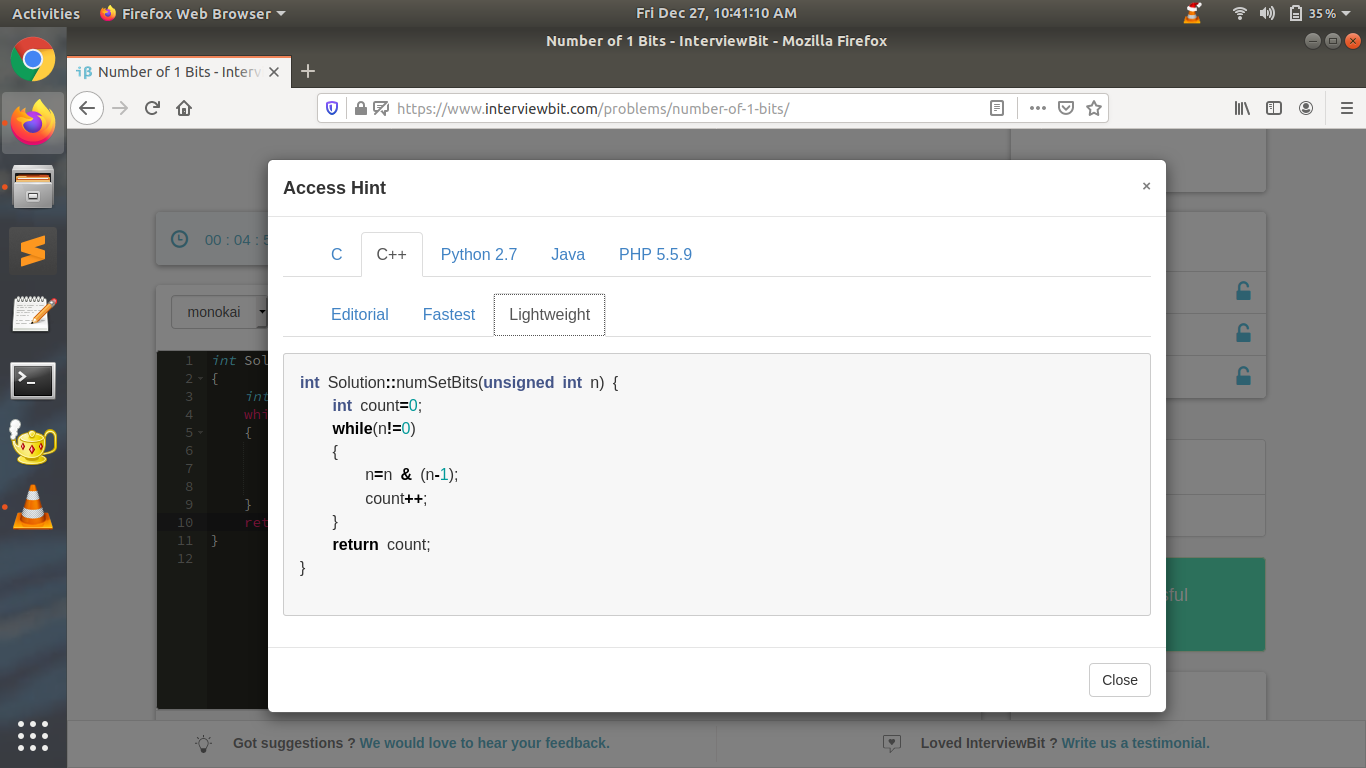 Activities
Firefox Web Browser
Fri Dec 27, 10:41:10 AM
35%
Number of 1 Bits - InterviewBit - Mozilla Firefox
iβ Number of 1 Bits - Interv
https://www.interviewbit.com/problems/number-of-1-bits/
Access Hint
×
00 : 04 : 5
C
C++
Python 2.7
Java
PHP 5.5.9
monokai
Editorial
Fastest
Lightweight
1 int Sol
2 {
3 int
4 whi
5 {
6
7
8
9 }
10 ret
11 }
12
int Solution::numSetBits(unsigned int n) {
    int count=0;
    while(n!=0)
    {
        n=n & (n-1);
        count++;
    }
    return count;
}
sful
Close
Got suggestions ? We would love to hear your feedback.
Loved InterviewBit ? Write us a testimonial.